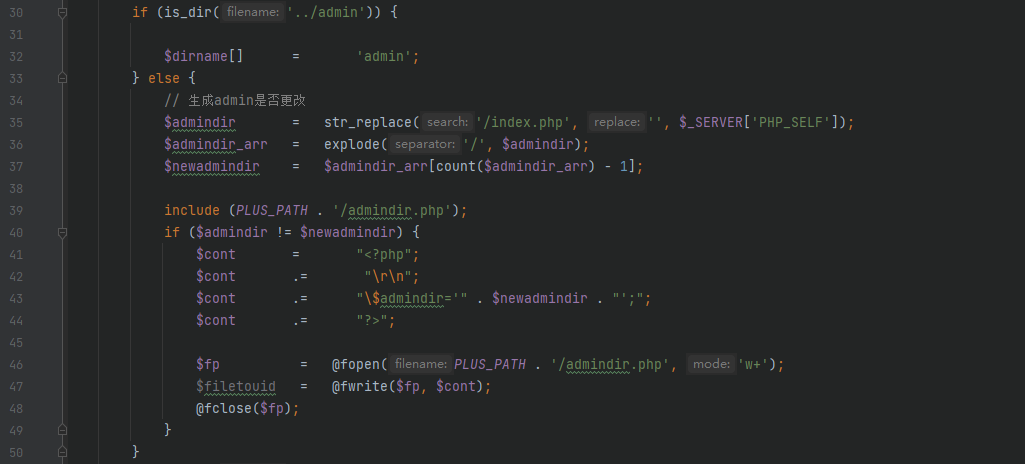 30 if (is_dir( filename: '../admin')) {
31
32 $dirname[] = 'admin';
33 } else {
34 // 生成admin是否更改
35 $admindir = str_replace( search: '/index.php', replace: '', $_SERVER['PHP_SELF']);
36 $admindir_arr = explode( separator: '/', $admindir);
37 $newadmindir = $admindir_arr[count($admindir_arr) - 1];
38
39 include (PLUS_PATH . '/admindir.php');
40 if ($admindir != $newadmindir) {
41 $cont = "<?php";
42 $cont .= "\r\n";
43 $cont .= "\$admindir='" . $newadmindir . "';";
44 $cont .= "?>";
45
46 $fp = @fopen( filename: PLUS_PATH . '/admindir.php', mode: 'w+');
47 $filetouid = @fwrite($fp, $cont);
48 @fclose($fp);
49 }
50 }